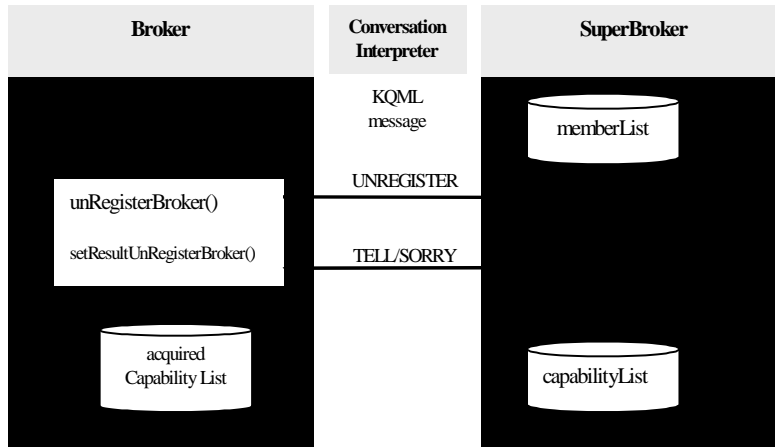 Broker
Conversation
Interpreter
SuperBroker
KQML
message
memberList
UNREGISTER
unRegisterBroker()
setResultUnRegisterBroker()
TELL/SORRY
acquired
Capability List
capabilityList